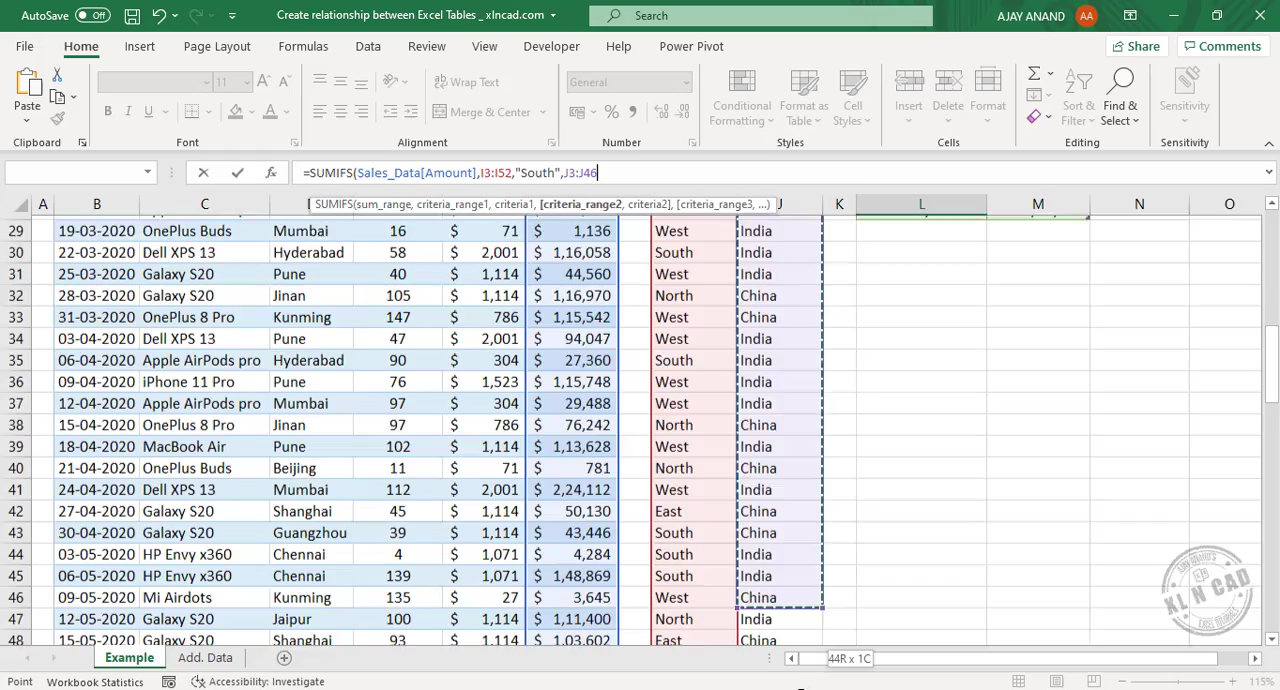 AutoSave Off Create relationship between Excel Tables _ xlncad.com Search AJAY ANAND AA
File Home Insert Page Layout Formulas Data Review View Developer Help Power Pivot Share Comments
Paste 11 A A Wrap Text General Conditional Formatting Format as Table Cell Styles Insert Delete Format Sort & Filter Find & Select Sensitivity
B I U A Merge & Center % 9
Clipboard Font Alignment Number Styles Cells Editing Sensitivity
fx =SUMIFS(Sales_Data[Amount],I3:I52,"South",J3:J46
SUMIFS(sum_range, criteria_range1, criteria1, [criteria_range2, criteria2], [criteria_range3, ...)
A B C J K L M N O
29 19-03-2020 OnePlus Buds Mumbai 16 $ 71 $ 1,136 West India
30 22-03-2020 Dell XPS 13 Hyderabad 58 $ 2,001 $ 1,16,058 South India
31 25-03-2020 Galaxy S20 Pune 40 $ 1,114 $ 44,560 West India
32 28-03-2020 Galaxy S20 Jinan 105 $ 1,114 $ 1,16,970 North China
33 31-03-2020 OnePlus 8 Pro Kunming 147 $ 786 $ 1,15,542 West China
34 03-04-2020 Dell XPS 13 Pune 47 $ 2,001 $ 94,047 West India
35 06-04-2020 Apple AirPods pro Hyderabad 90 $ 304 $ 27,360 South India
36 09-04-2020 iPhone 11 Pro Pune 76 $ 1,523 $ 1,15,748 West India
37 12-04-2020 Apple AirPods pro Mumbai 97 $ 304 $ 29,488 West India
38 15-04-2020 OnePlus 8 Pro Jinan 97 $ 786 $ 76,242 North China
39 18-04-2020 MacBook Air Pune 102 $ 1,114 $ 1,13,628 West India
40 21-04-2020 OnePlus Buds Beijing 11 $ 71 $ 781 North China
41 24-04-2020 Dell XPS 13 Mumbai 112 $ 2,001 $ 2,24,112 West India
42 27-04-2020 Galaxy S20 Shanghai 45 $ 1,114 $ 50,130 East China
43 30-04-2020 Galaxy S20 Guangzhou 39 $ 1,114 $ 43,446 South China
44 03-05-2020 HP Envy x360 Chennai 4 $ 1,071 $ 4,284 South India
45 06-05-2020 HP Envy x360 Chennai 139 $ 1,071 $ 1,48,869 South India
46 09-05-2020 Mi Airdots Kunming 135 $ 27 $ 3,645 West China
47 12-05-2020 Galaxy S20 Jaipur 100 $ 1,114 $ 1,11,400 North India
48 15-05-2020 Galaxy S20 Shanghai 93 $ 1,114 $ 1,03,602 East China
XL N CAD
Example Add. Data 44R x 1C
Point Workbook Statistics Accessibility: Investigate 115%